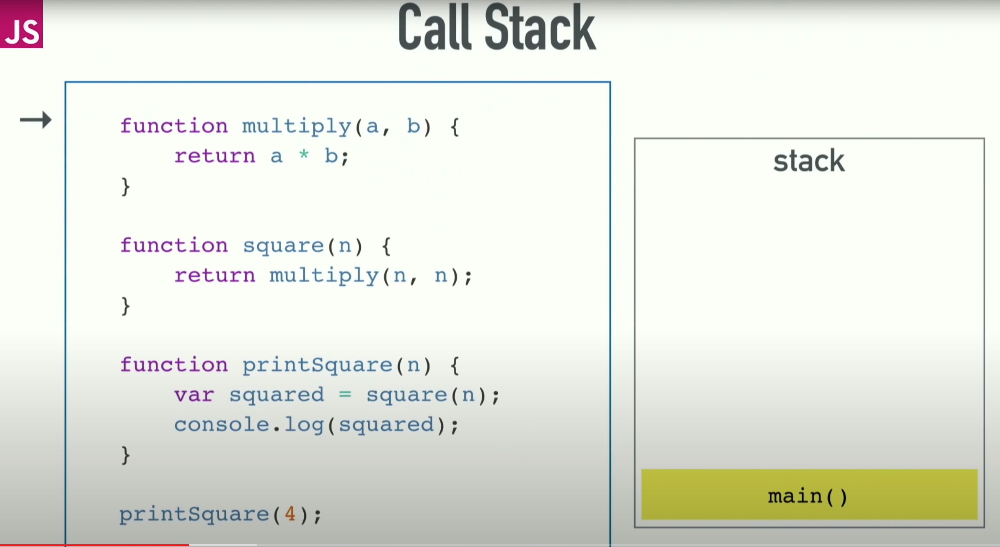 JS
Call Stack
function multiply(a, b) {
    return a * b;
}
function square(n) {
    return multiply(n, n);
}
function printSquare(n) {
    var squared = square(n);
    console.log(squared);
}
printSquare(4);
stack
main()